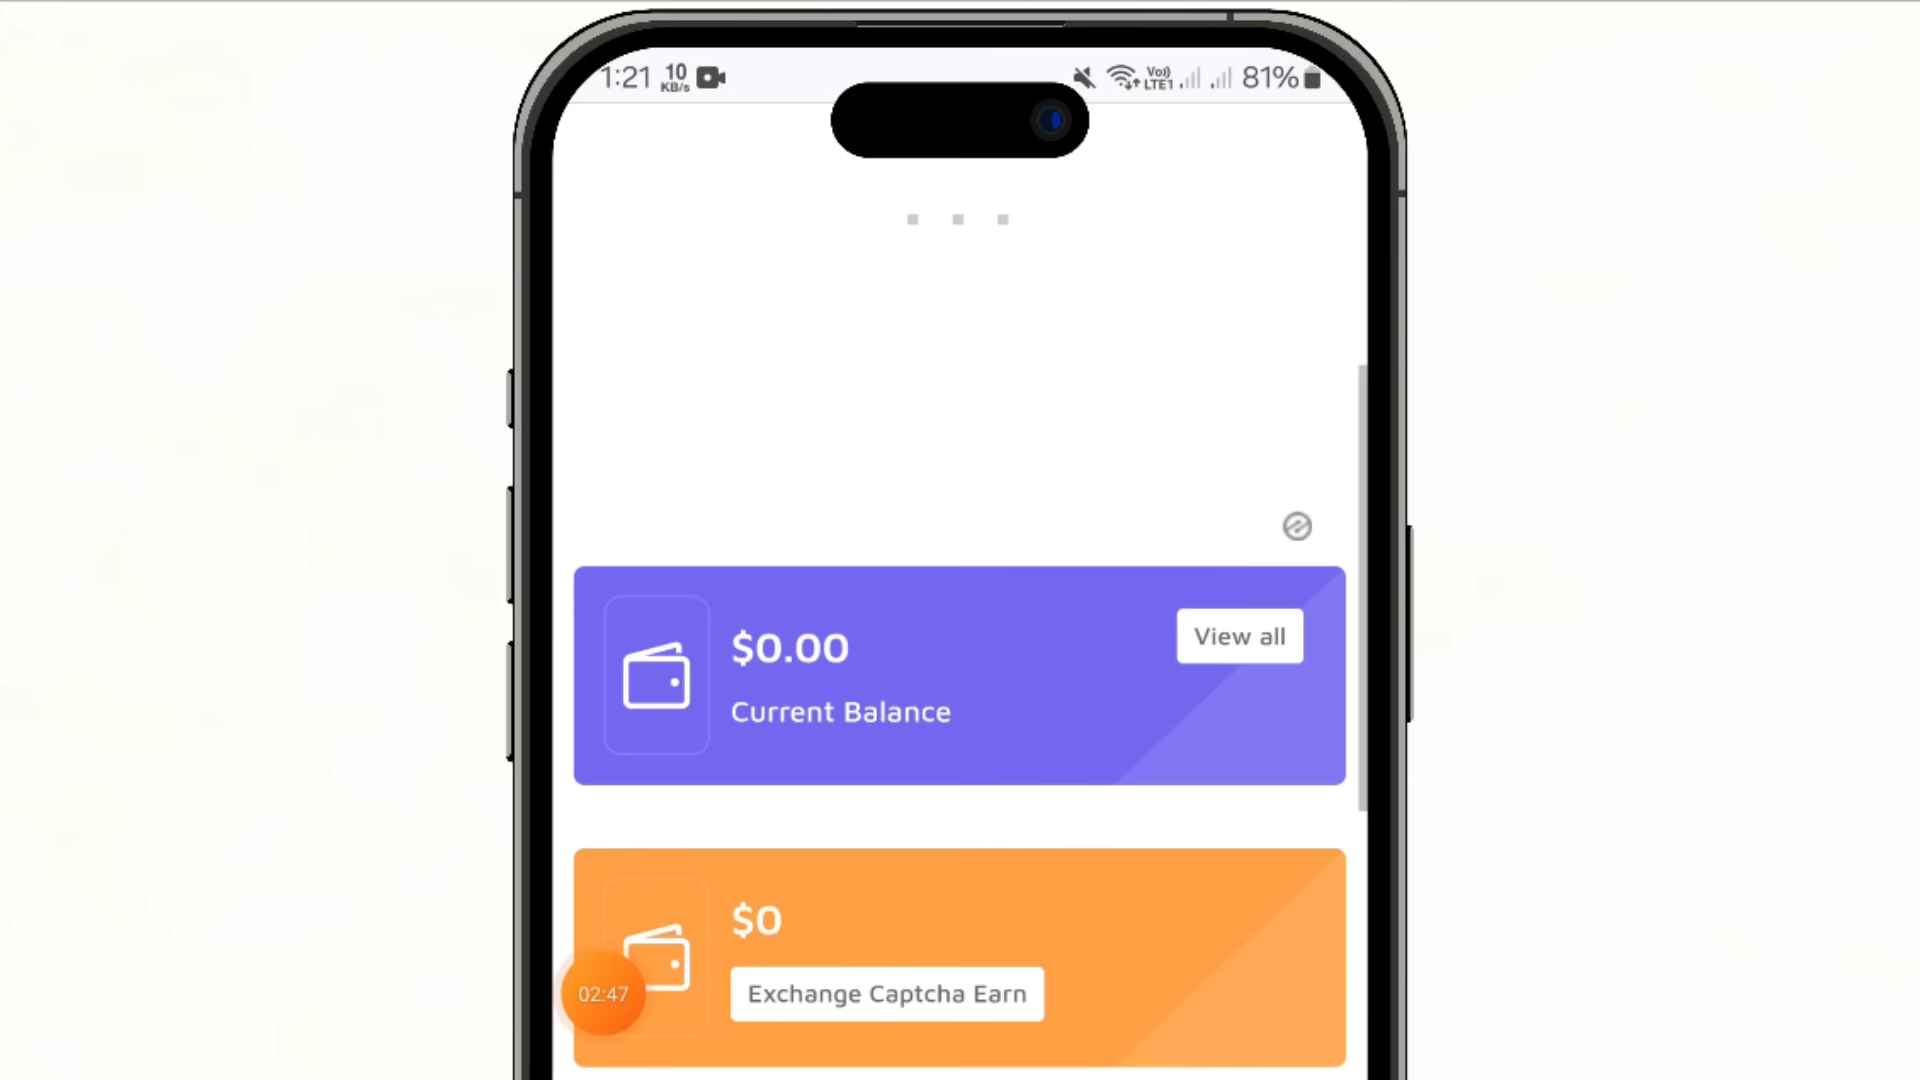 1:21 10 KB/s Vo) LTE1 81%
$0.00
View all
Current Balance
$0
Exchange Captcha Earn
02:47